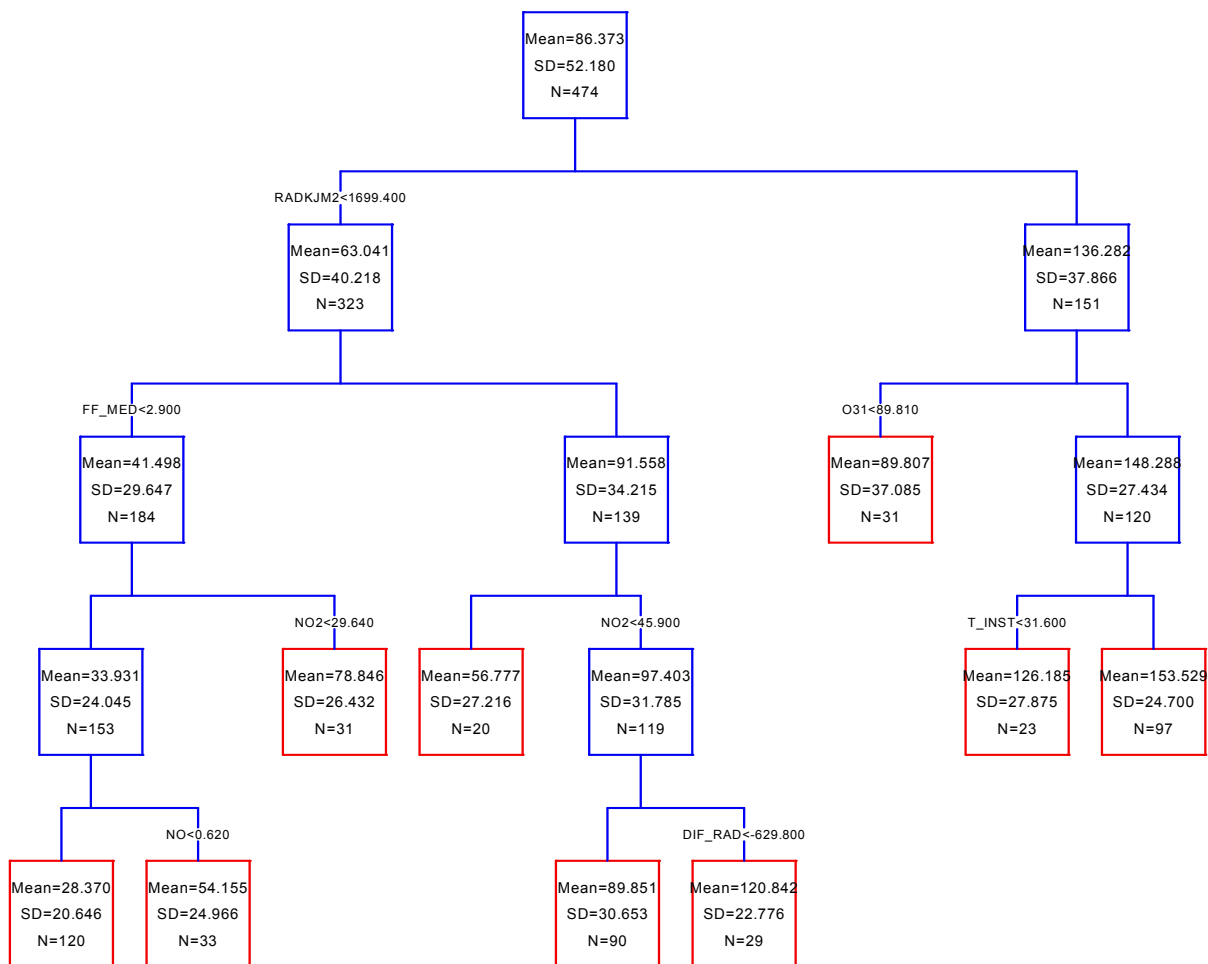 Mean=86.373
SD=52.180
N=474
RADKJM2<1699.400
Mean=63.041
SD=40.218
N=323
Mean=136.282
SD=37.866
N=151
FF_MED<2.900
O31<89.810
Mean=41.498
SD=29.647
N=184
Mean=91.558
SD=34.215
N=139
Mean=89.807
SD=37.085
N=31
Mean=148.288
SD=27.434
N=120
NO2<29.640
NO2<45.900
T_INST<31.600
Mean=33.931
SD=24.045
N=153
Mean=78.846
SD=26.432
N=31
Mean=56.777
SD=27.216
N=20
Mean=97.403
SD=31.785
N=119
Mean=126.185
SD=27.875
N=23
Mean=153.529
SD=24.700
N=97
NO<0.620
DIF_RAD<-629.800
Mean=28.370
SD=20.646
N=120
Mean=54.155
SD=24.966
N=33
Mean=89.851
SD=30.653
N=90
Mean=120.842
SD=22.776
N=29